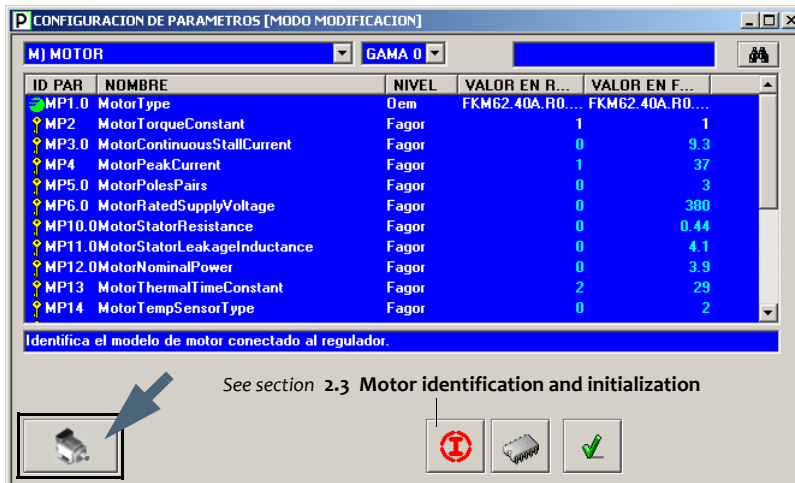 P CONFIGURACION DE PARAMETROS [MODO MODIFICACION]
M) MOTOR GAMA 0
ID PAR NOMBRE NIVEL VALOR EN R... VALOR EN F...
MP1.0 MotorType Oem FKM62.40A.R0.... FKM62.40A.R0....
MP2 MotorTorqueConstant Fagor 1 1
MP3.0 MotorContinuousStallCurrent Fagor 0 9.3
MP4 MotorPeakCurrent Fagor 1 37
MP5.0 MotorPolesPairs Fagor 0 3
MP6.0 MotorRatedSupplyVoltage Fagor 0 380
MP10.0 MotorStatorResistance Fagor 0 0.44
MP11.0 MotorStatorLeakageInductance Fagor 0 4.1
MP12.0 MotorNominalPower Fagor 0 3.9
MP13 MotorThermalTimeConstant Fagor 2 29
MP14 MotorTempSensorType Fagor 0 2
Identifica el modelo de motor conectado al regulador.
See section 2.3 Motor identification and initialization